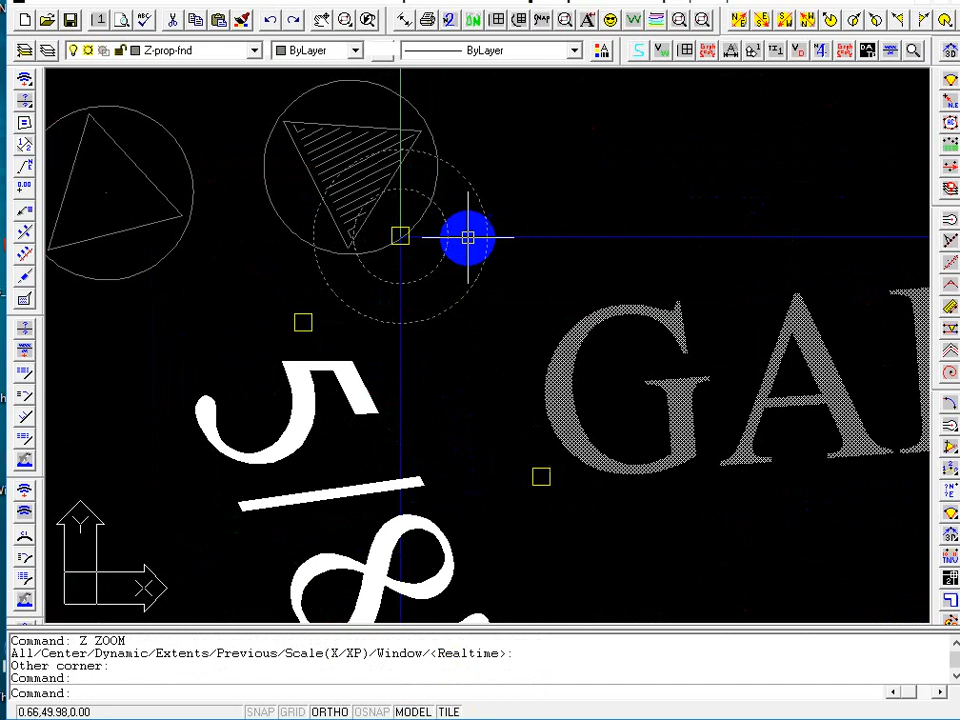 Z-prop-fnd
ByLayer
ByLayer
GAL
5
8
Y
X
Command: Z ZOOM
All/Center/Dynamic/Extents/Previous/Scale(X/XP)/Window/<Realtime>:
Other corner:
Command:
Command:
0.66,49.98,0.00
SNAP GRID ORTHO OSNAP MODEL TILE